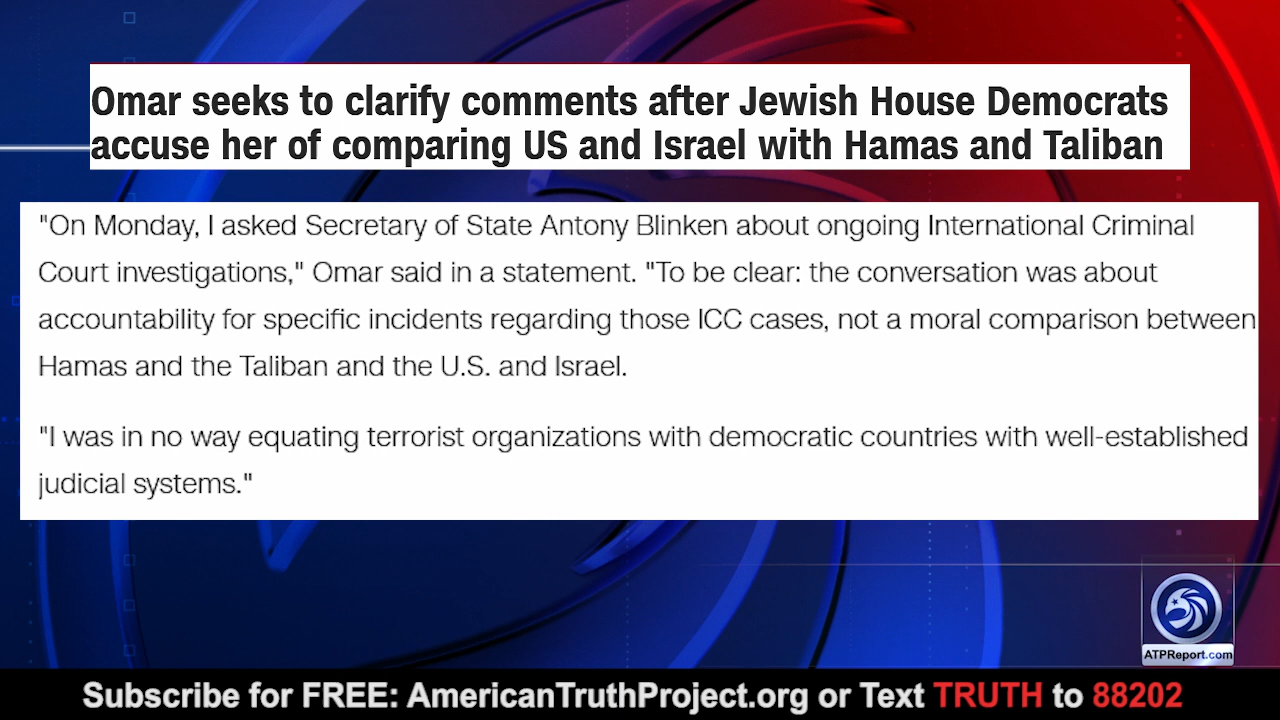 Omar seeks to clarify comments after Jewish House Democrats
accuse her of comparing US and Israel with Hamas and Taliban
"On Monday, I asked Secretary of State Antony Blinken about ongoing International Criminal
Court investigations," Omar said in a statement. "To be clear: the conversation was about
accountability for specific incidents regarding those ICC cases, not a moral comparison between
Hamas and the Taliban and the U.S. and Israel.
"I was in no way equating terrorist organizations with democratic countries with well-established
judicial systems."
ATPReport.com
Subscribe for FREE: AmericanTruthProject.org or Text TRUTH to 88202